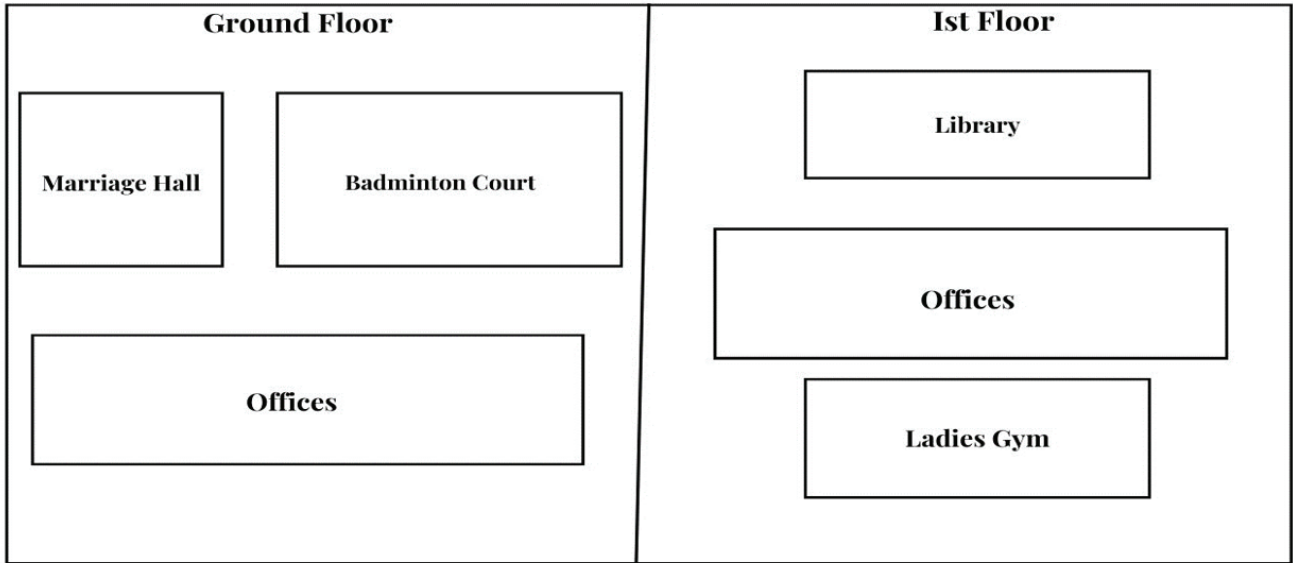 Ground Floor
Marriage Hall
Badminton Court
Offices
Ist Floor
Library
Offices
Ladies Gym